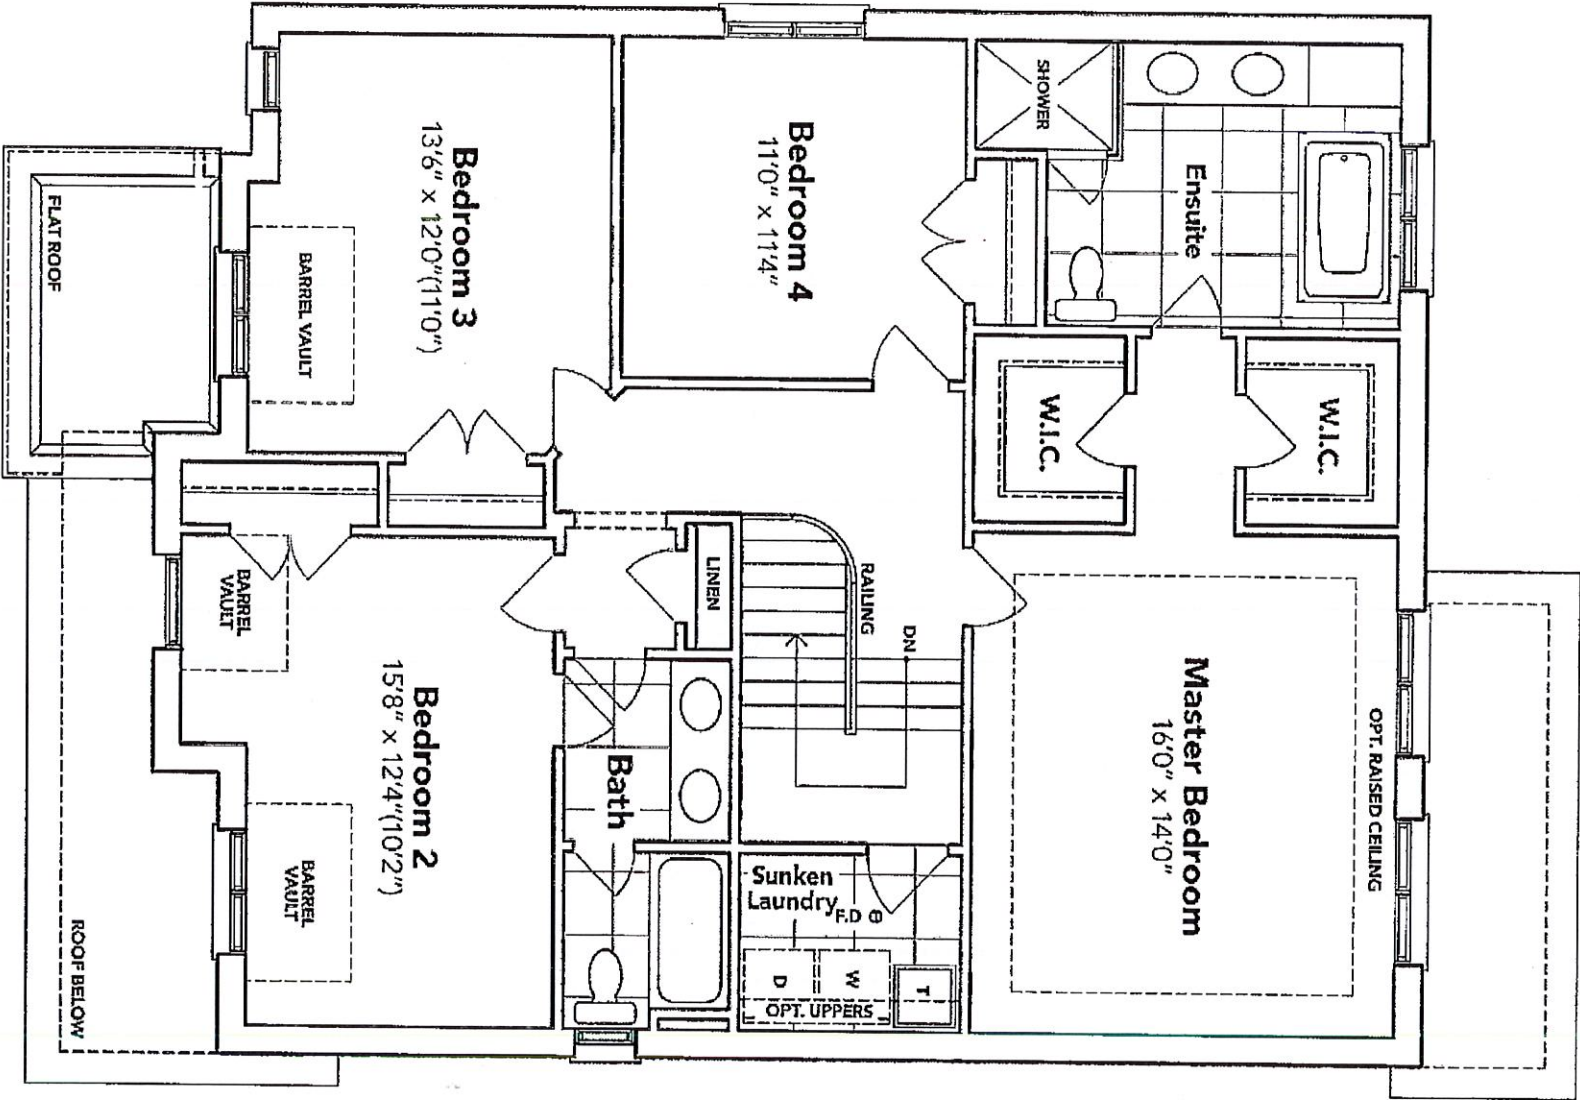 SHOWER
Ensuite
Bedroom 4
11'0" x 11'4"
Bedroom 3
13'6" x 12'0"(11'0")
BARREL VAULT
FLAT ROOF
W.I.C.
W.I.C.
LINEN
RAILING
DN
BARREL
VAULT
Master Bedroom
16'0" x 14'0"
OPT. RAISED CEILING
Bedroom 2
15'8" x 12'4"(10'2")
Bath
BARREL
VAULT
Sunken
Laundry
F.D
D
W
T
OPT. UPPERS
ROOF BELOW